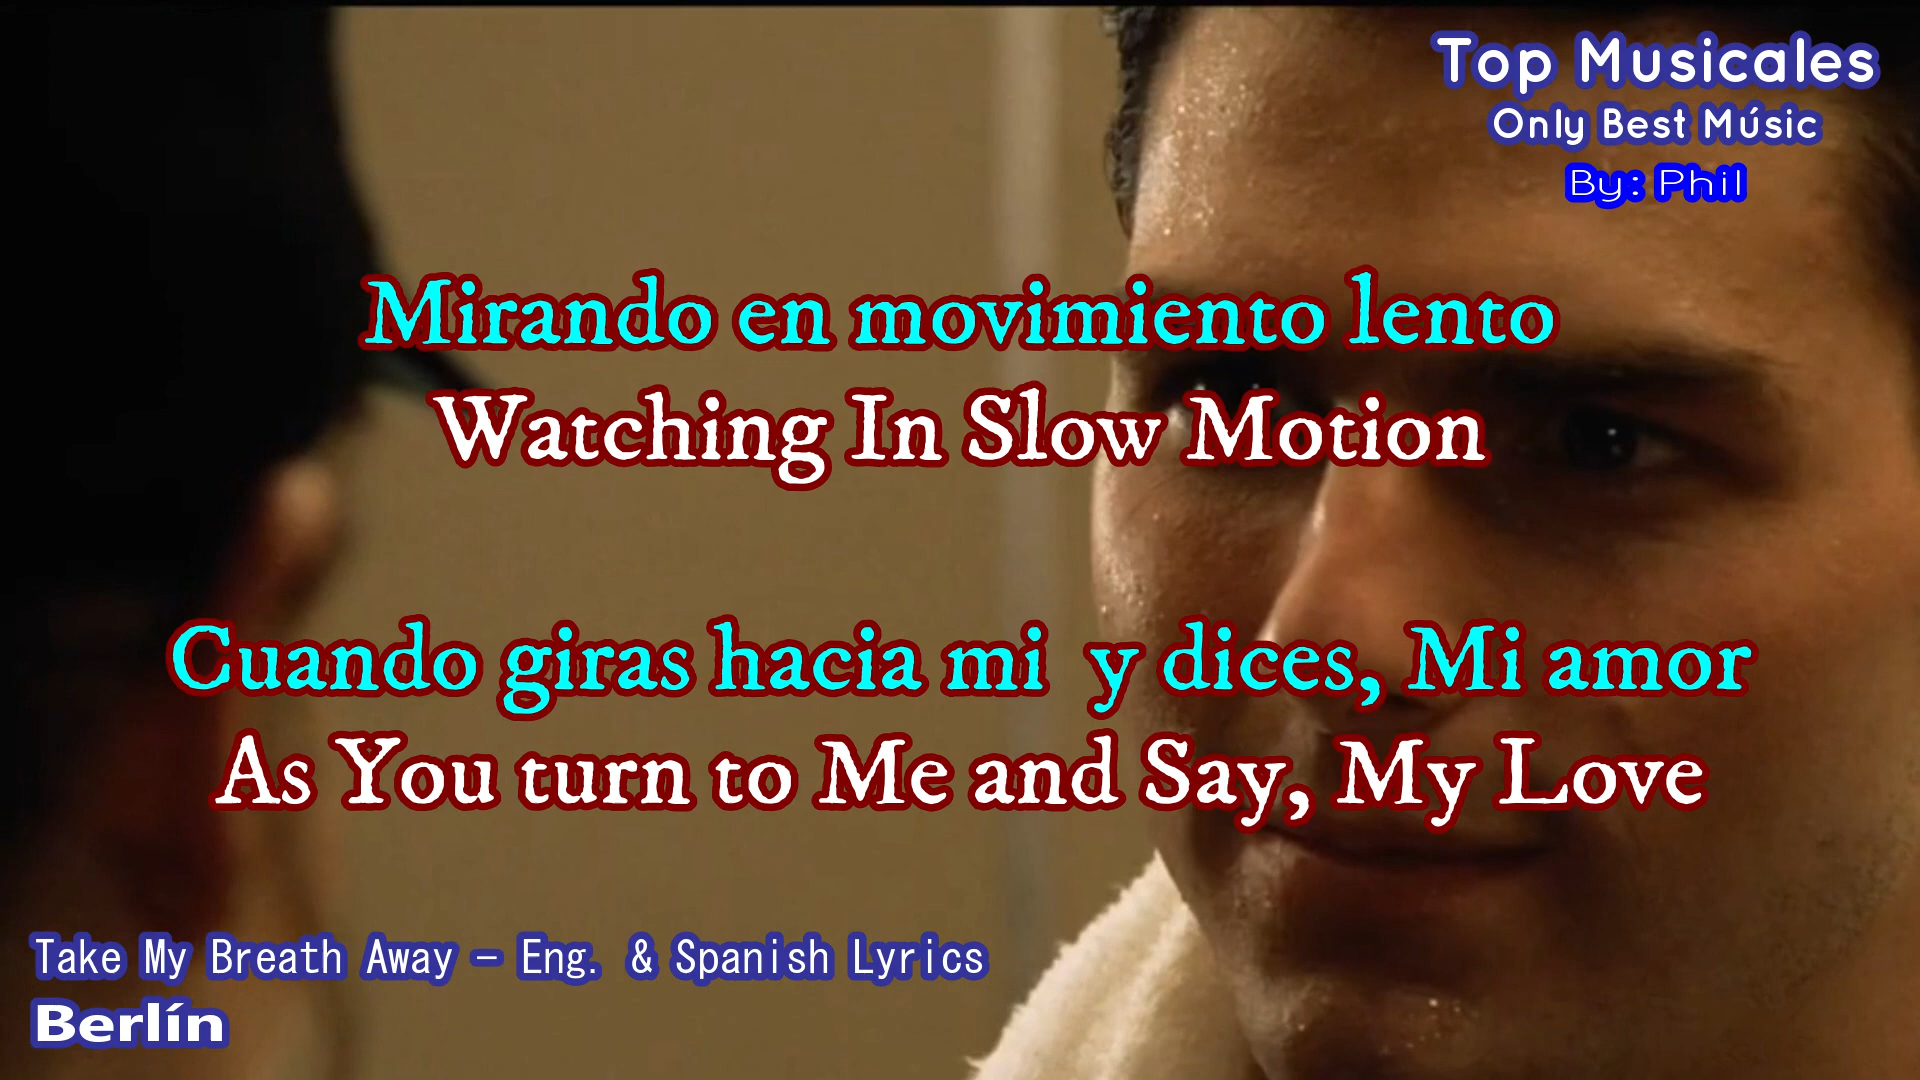 Top Musicales
Only Best Músic
By: Phil
Mirando en movimiento lento
Watching In Slow Motion
Cuando giras hacia mi  y dices, Mi amor
As You turn to Me and Say, My Love
Take My Breath Away - Eng. & Spanish Lyrics
Berlín